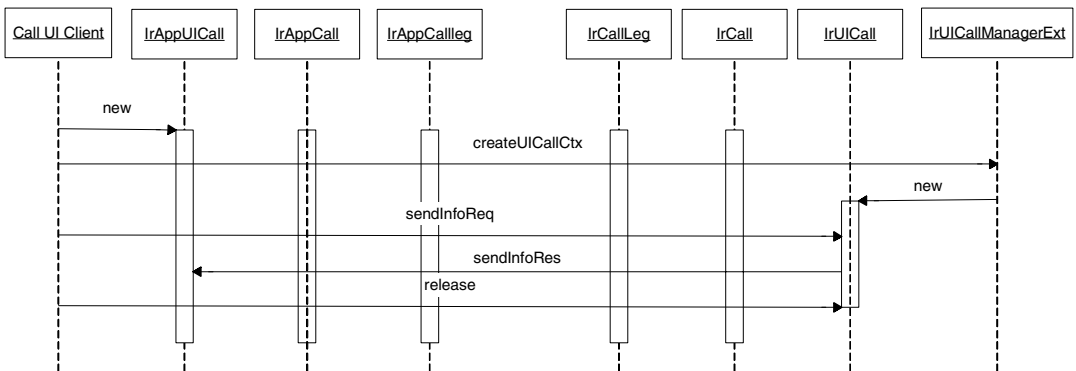 Call UI Client
IrAppUICall
IrAppCall
IrAppCallleg
IrCallLeg
IrCall
IrUICall
IrUICallManagerExt
new
createUICallCtx
new
sendInfoReq
sendInfoRes
release